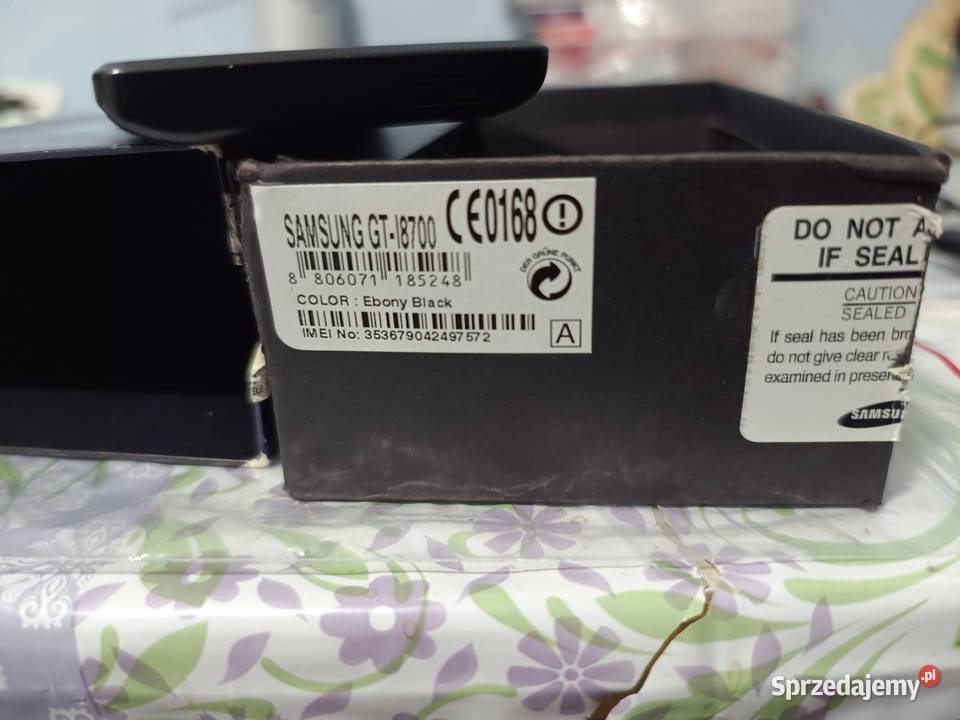 SAMSUNG GT-I8700
CE0168
8 806071 185248
DER GRÜNE PUNKT
COLOR : Ebony Black
IMEI No: 353679042497572
A
DO NOT A
IF SEAL
CAUTION
SEALED
If seal has been bro
do not give clear r
examined in presen
SAMSU
Sprzedajemy.pl